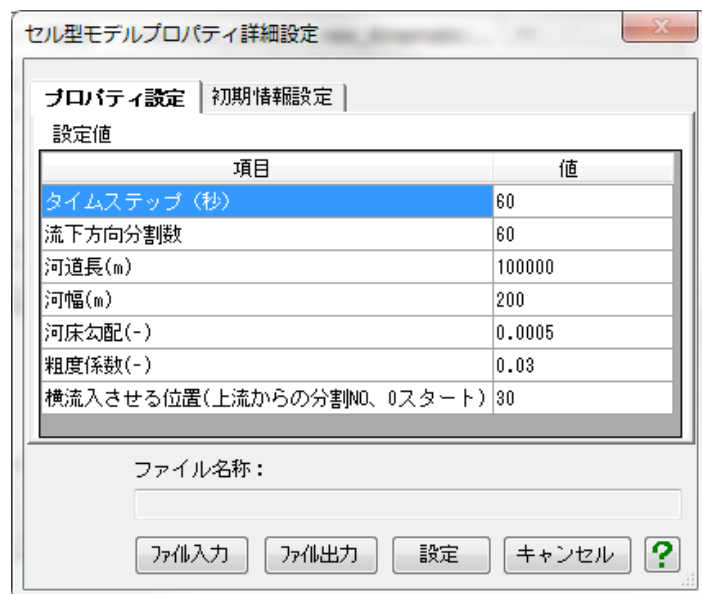 セル型モデルプロパティ詳細設定
プロパティ設定 初期情報設定
設定値
項目 値
タイムステップ（秒） 60
流下方向分割数 60
河道長(m) 100000
河幅(m) 200
河床勾配(-) 0.0005
粗度係数(-) 0.03
横流入させる位置(上流からの分割NO、0スタート) 30
ファイル名称：
ﾌｧｲﾙ入力 ﾌｧｲﾙ出力 設定 キャンセル ?